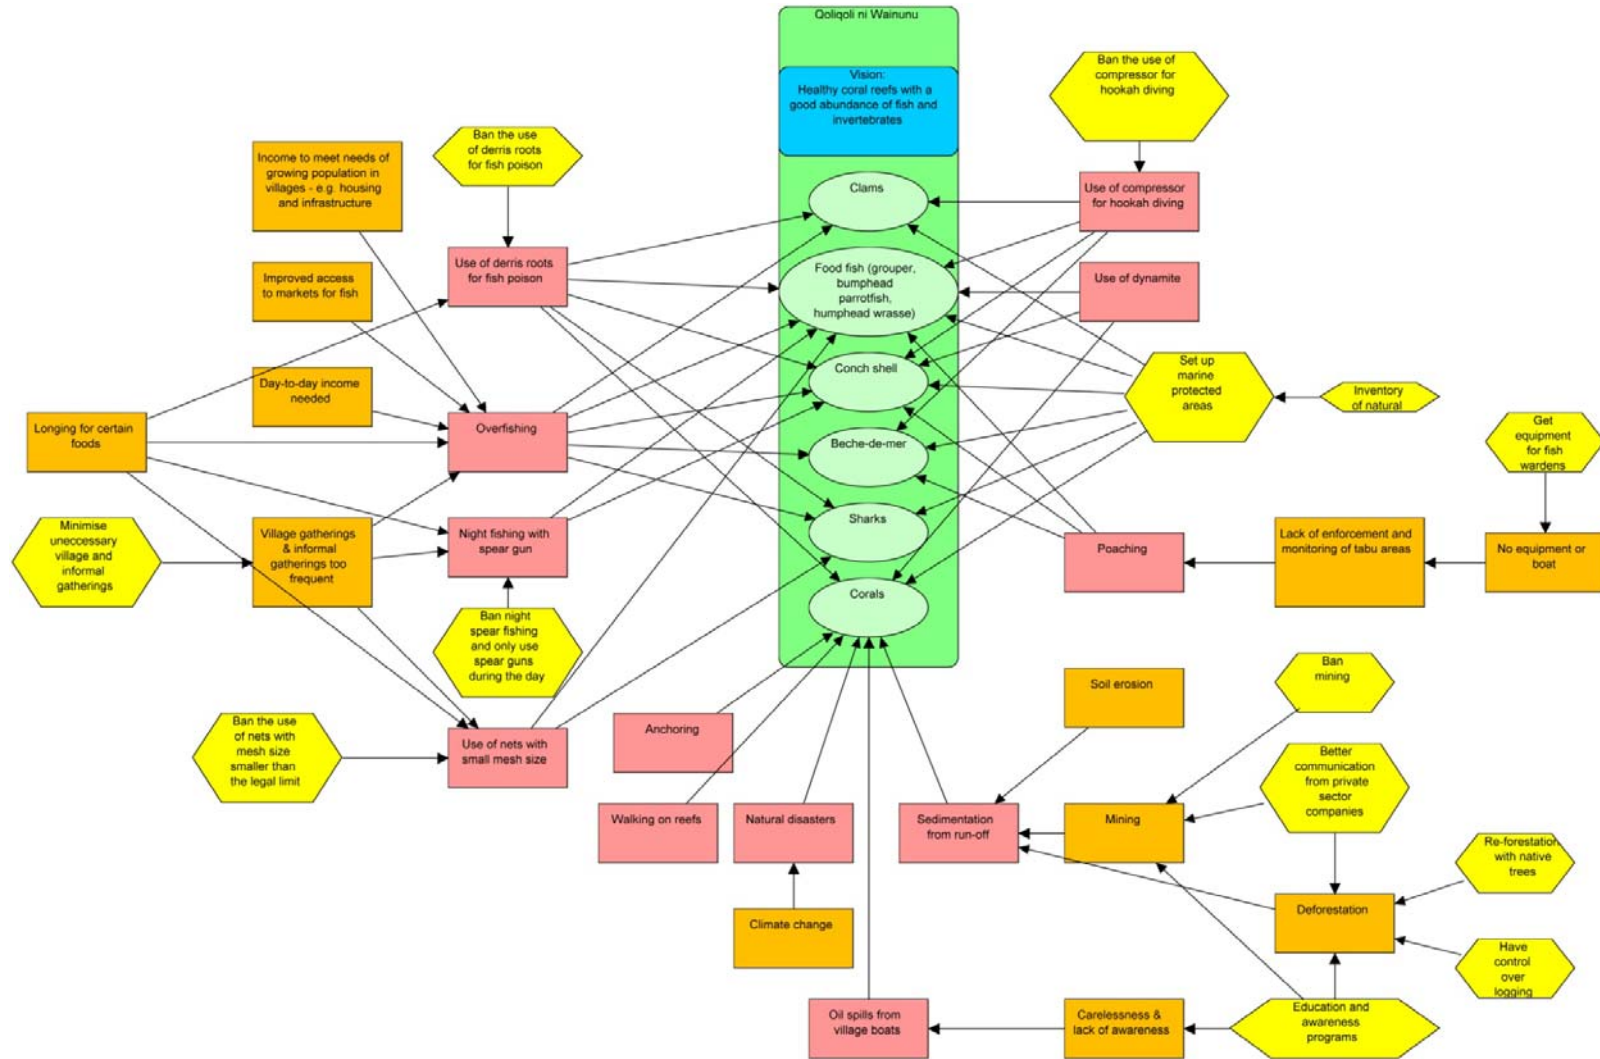 Qoliqoli ni Wainunu
Vision:
Healthy coral reefs with a
good abundance of fish and
invertebrates
Clams
Food fish (grouper,
bumphead
parrotfish,
humphead wrasse)
Conch shell
Beche-de-mer
Sharks
Corals
Income to meet needs of
growing population in
villages - e.g. housing
and infrastructure
Improved access
to markets for fish
Day-to-day income
needed
Longing for certain
foods
Minimise
uneccessary
village and
informal
gatherings
Village gatherings
& informal
gatherings too
frequent
Ban the use
of nets with
mesh size
smaller than
the legal limit
Ban the use
of derris roots
for fish poison
Use of derris roots
for fish poison
Overfishing
Night fishing with
spear gun
Ban night
spear fishing
and only use
spear guns
during the day
Use of nets with
small mesh size
Anchoring
Walking on reefs
Natural disasters
Climate change
Ban the use of
compressor for
hookah diving
Use of compressor
for hookah diving
Use of dynamite
Set up
marine
protected
areas
Inventory
of natural
Get
equipment
for fish
wardens
Poaching
Lack of enforcement and
monitoring of tabu areas
No equipment or
boat
Soil erosion
Ban
mining
Better
communication
from private
sector
companies
Sedimentation
from run-off
Mining
Re-forestation
with native
trees
Deforestation
Have
control
over
logging
Oil spills from
village boats
Carelessness &
lack of awareness
Education and
awareness
programs